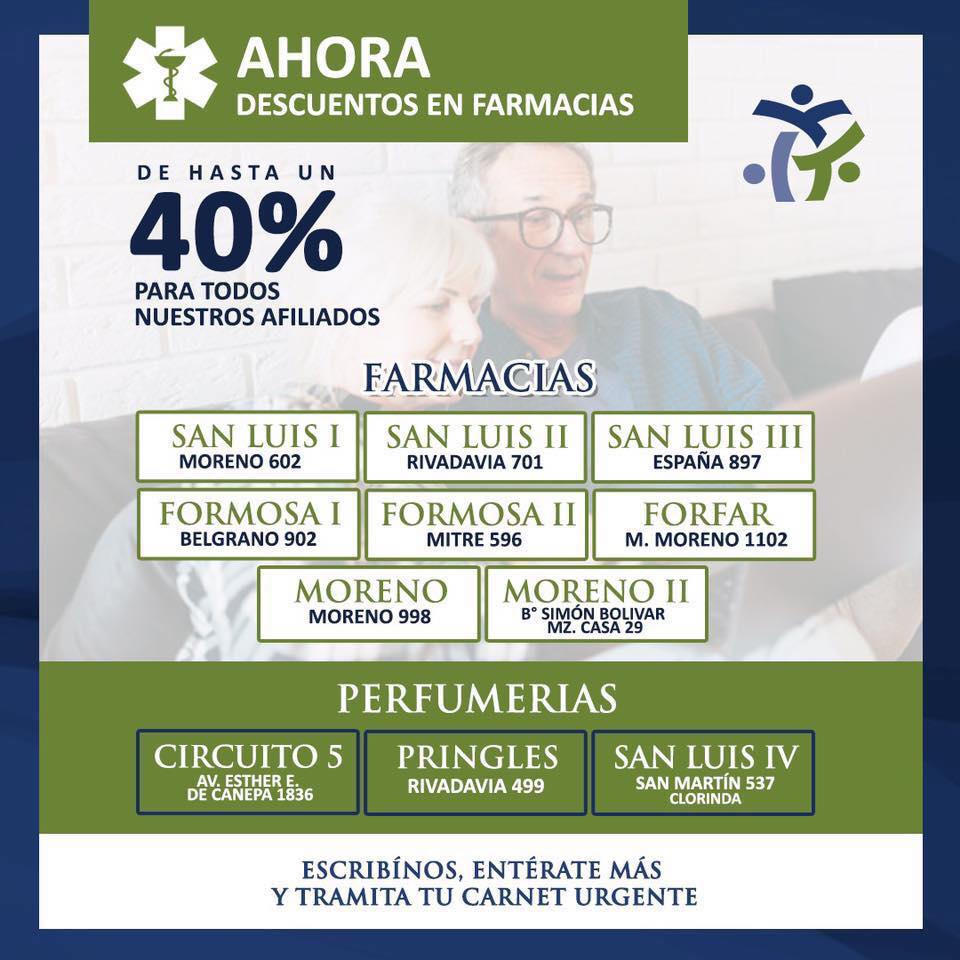 AHORA
DESCUENTOS EN FARMACIAS
DE HASTA UN
40%
PARA TODOS
NUESTROS AFILIADOS
FARMACIAS
SAN LUIS I
MORENO 602
SAN LUIS II
RIVADAVIA 701
SAN LUIS III
ESPAÑA 897
FORMOSA I
BELGRANO 902
FORMOSA II
MITRE 596
FORFAR
M. MORENO 1102
MORENO
MORENO 998
MORENO II
B° SIMÓN BOLIVAR
MZ. CASA 29
PERFUMERIAS
CIRCUITO 5
AV. ESTHER E.
DE CANEPA 1836
PRINGLES
RIVADAVIA 499
SAN LUIS IV
SAN MARTÍN 537
CLORINDA
ESCRIBÍNOS, ENTÉRATE MÁS
Y TRAMITA TU CARNET URGENTE